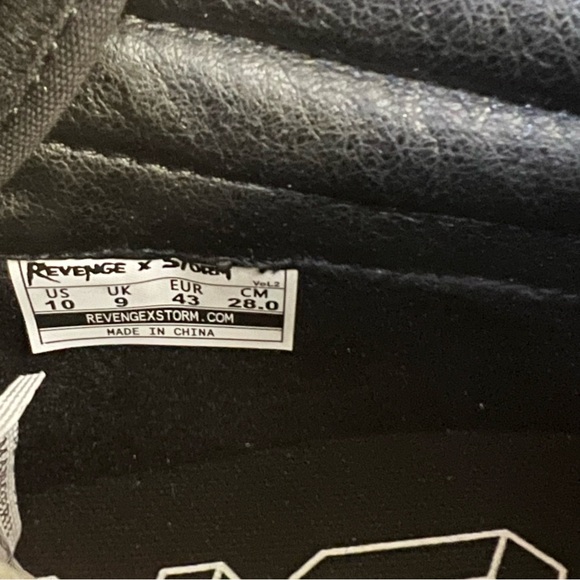 REVENGE X STORM
VOL.2
US UK EUR CM
10 9 43 28.0
REVENGEXSTORM.COM
MADE IN CHINA